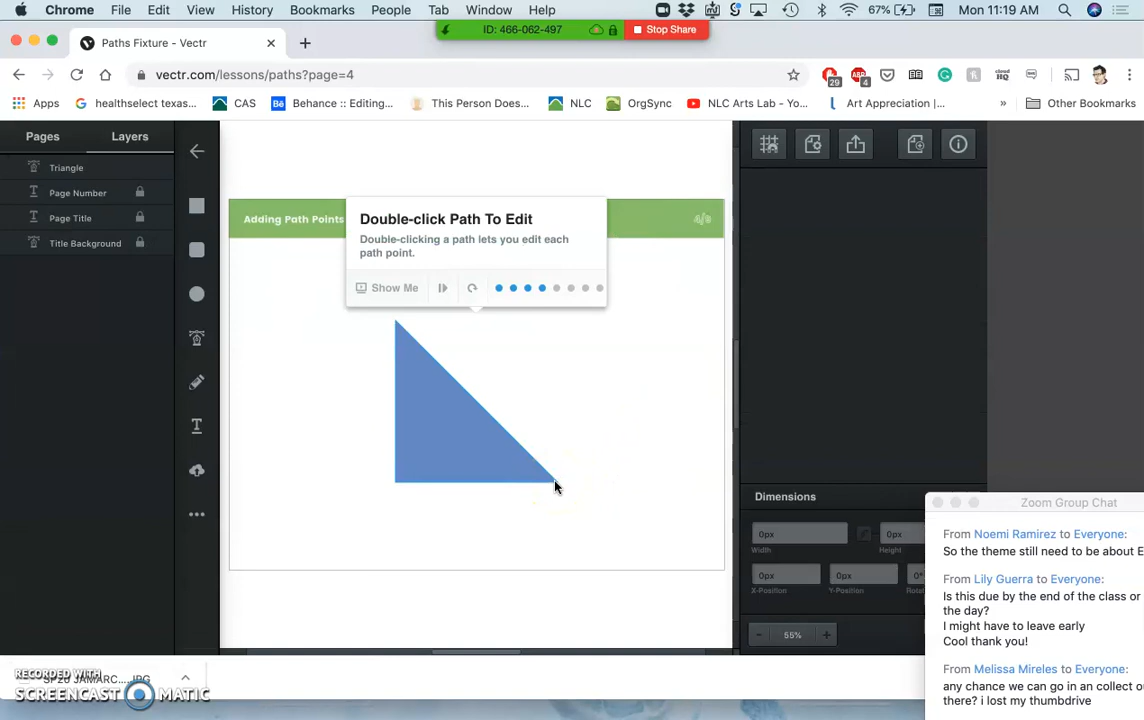 Chrome File Edit View History Bookmarks People Tab Window Help
67% Mon 11:19 AM
ID: 466-062-497 Stop Share
Paths Fixture - Vectr
vectr.com/lessons/paths?page=4
29
4
Apps healthselect texas... CAS Behance :: Editing... This Person Does... NLC OrgSync NLC Arts Lab - Yo... Art Appreciation |... » Other Bookmarks
Pages Layers
Triangle
Page Number
Page Title
Title Background
Adding Path Points
4/8
Double-click Path To Edit
Double-clicking a path lets you edit each
path point.
Show Me
Dimensions
0px
Width
0px
Height
0px
X-Position
0px
Y-Position
0°
- 55% +
Zoom Group Chat
From Noemi Ramirez to Everyone:
So the theme still need to be about E
From Lily Guerra to Everyone:
Is this due by the end of the class or
the day?
I might have to leave early
Cool thank you!
From Melissa Mireles to Everyone:
any chance we can go in an collect o
there? i lost my thumbdrive
RECORDED WITH
SCREENCAST MATIC